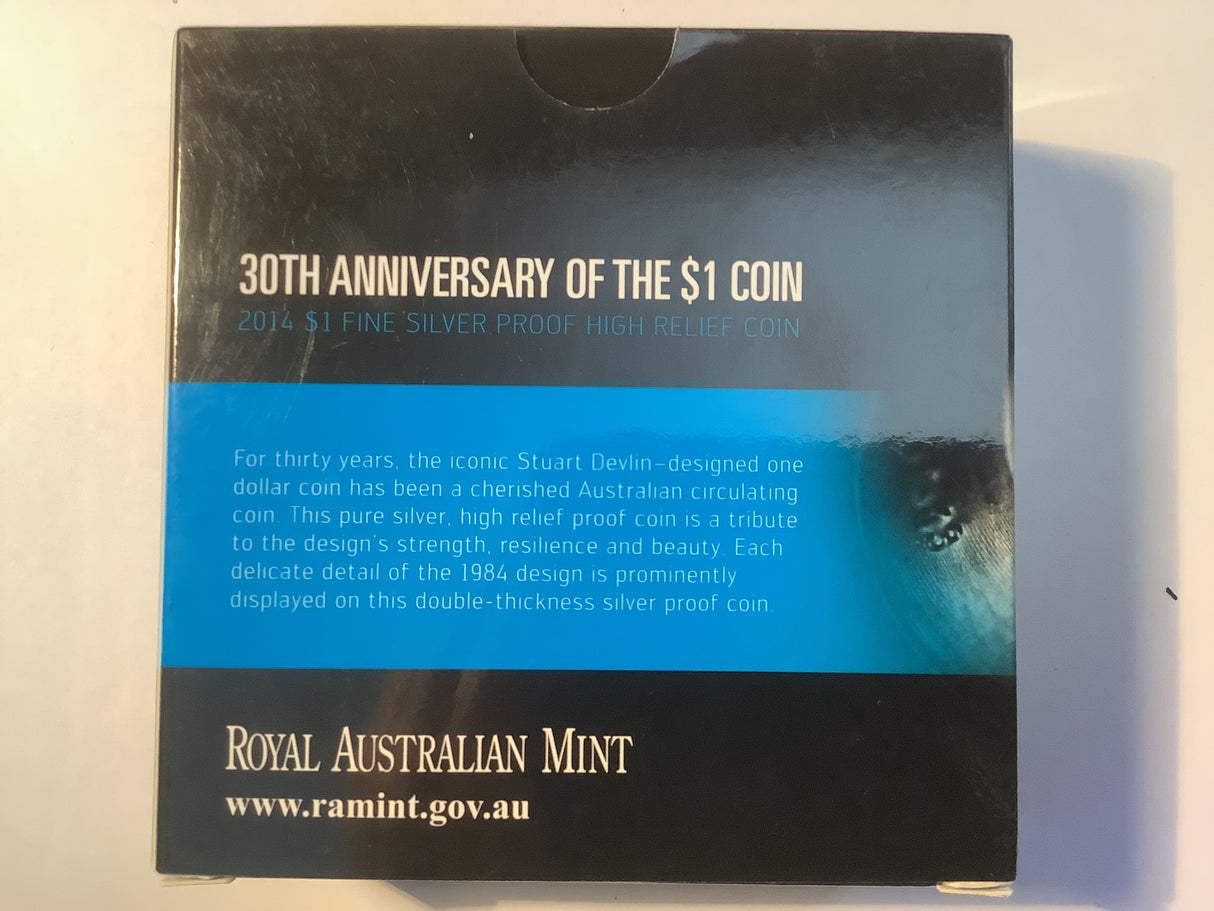 30TH ANNIVERSARY OF THE $1 COIN
2014 $1 FINE SILVER PROOF HIGH RELIEF COIN
For thirty years, the iconic Stuart Devlin-designed one
dollar coin has been a cherished Australian circulating
coin. This pure silver, high relief proof coin is a tribute
to the design's strength, resilience and beauty. Each
delicate detail of the 1984 design is prominently
displayed on this double-thickness silver proof coin.
ROYAL AUSTRALIAN MINT
www.ramint.gov.au